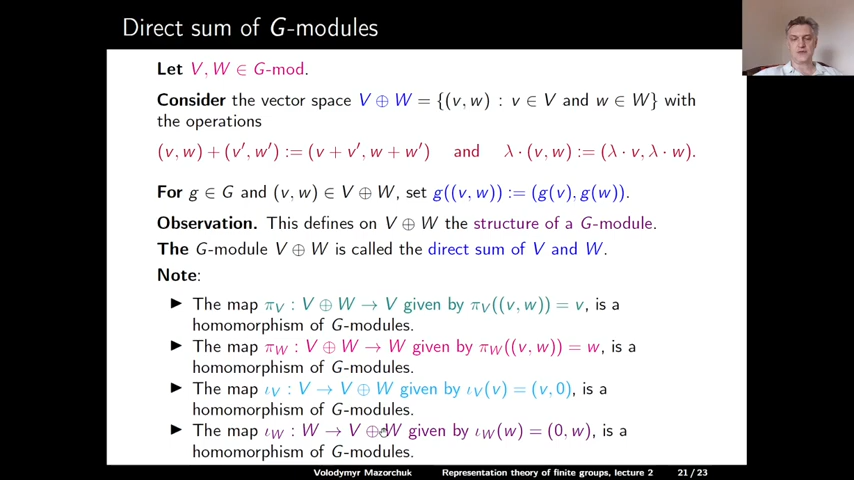 Direct sum of G-modules
Let V, W ∈ G-mod.
Consider the vector space V ⊕ W = {(v, w) : v ∈ V and w ∈ W} with
the operations
(v, w) + (v′, w′) := (v + v′, w + w′) and λ · (v, w) := (λ · v, λ · w).
For g ∈ G and (v, w) ∈ V ⊕ W, set g((v, w)) := (g(v), g(w)).
Observation. This defines on V ⊕ W the structure of a G-module.
The G-module V ⊕ W is called the direct sum of V and W.
Note:
▶ The map π_V : V ⊕ W → V given by π_V((v, w)) = v, is a
homomorphism of G-modules.
▶ The map π_W : V ⊕ W → W given by π_W((v, w)) = w, is a
homomorphism of G-modules.
▶ The map ι_V : V → V ⊕ W given by ι_V(v) = (v, 0), is a
homomorphism of G-modules.
▶ The map ι_W : W → V ⊕ W given by ι_W(w) = (0, w), is a
homomorphism of G-modules.
Volodymyr Mazorchuk Representation theory of finite groups, lecture 2 21 / 23